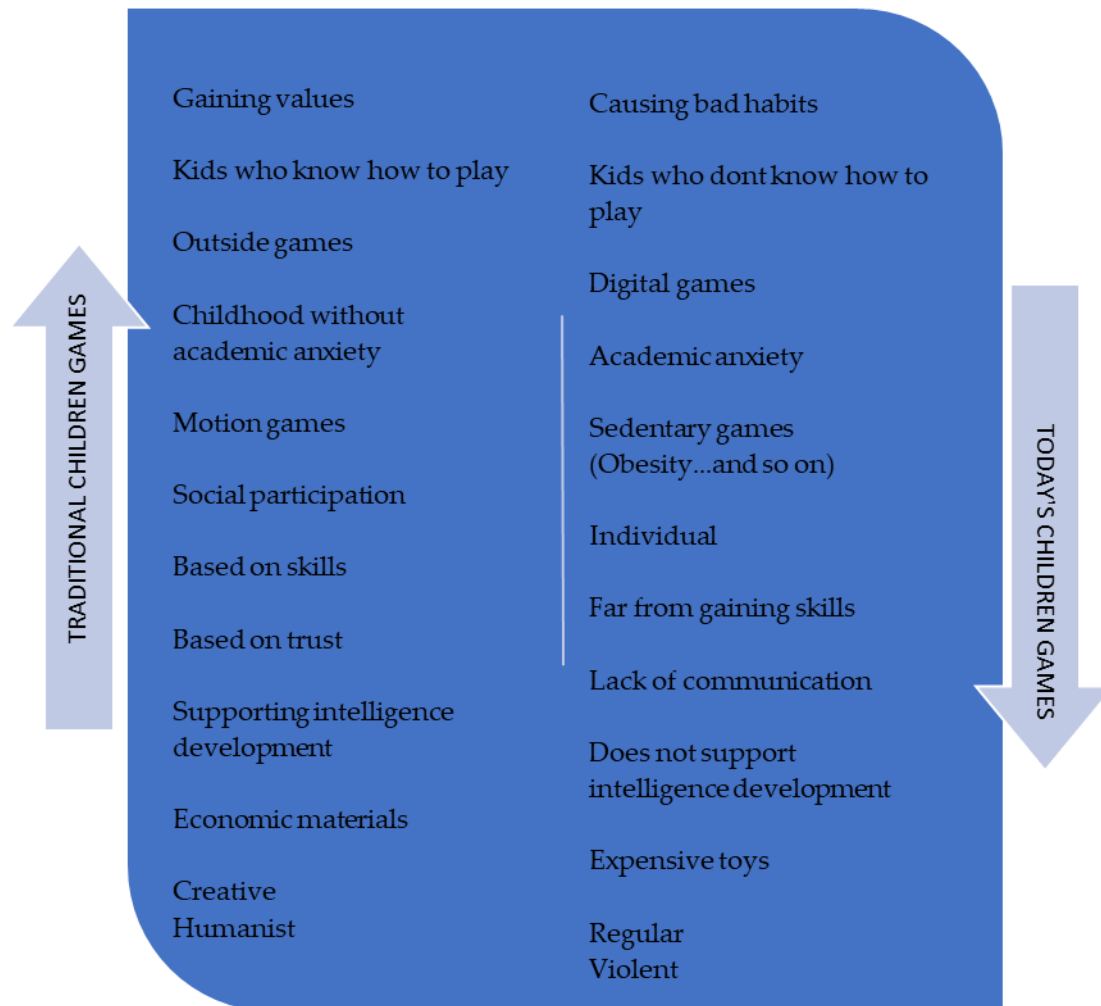 TRADITIONAL CHILDREN GAMES
Gaining values
Kids who know how to play
Outside games
Childhood without
academic anxiety
Motion games
Social participation
Based on skills
Based on trust
Supporting intelligence
development
Economic materials
Creative
Humanist
Causing bad habits
Kids who dont know how to
play
Digital games
Academic anxiety
Sedentary games
(Obesity...and so on)
Individual
Far from gaining skills
Lack of communication
Does not support
intelligence development
Expensive toys
Regular
Violent
TODAY'S CHILDREN GAMES